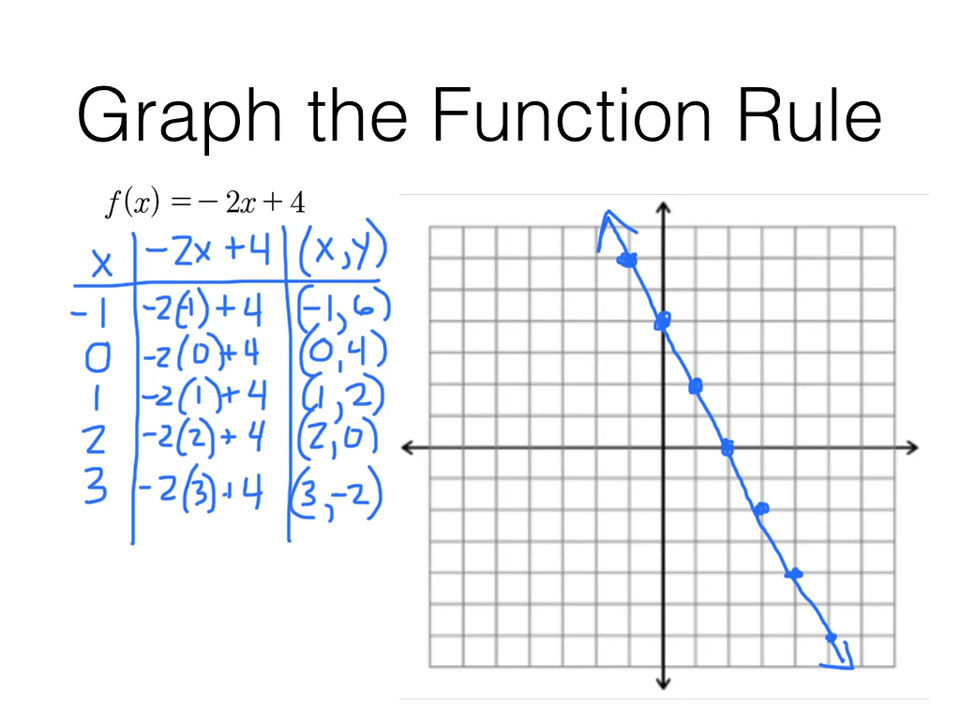 Graph the Function Rule
f(x) = − 2x + 4
x | −2x +4 | (x,y)
−1 | −2(−1)+4 | (−1,6)
0 | −2(0)+4 | (0,4)
1 | −2(1)+4 | (1,2)
2 | −2(2)+4 | (2,0)
3 | −2(3)+4 | (3,−2)